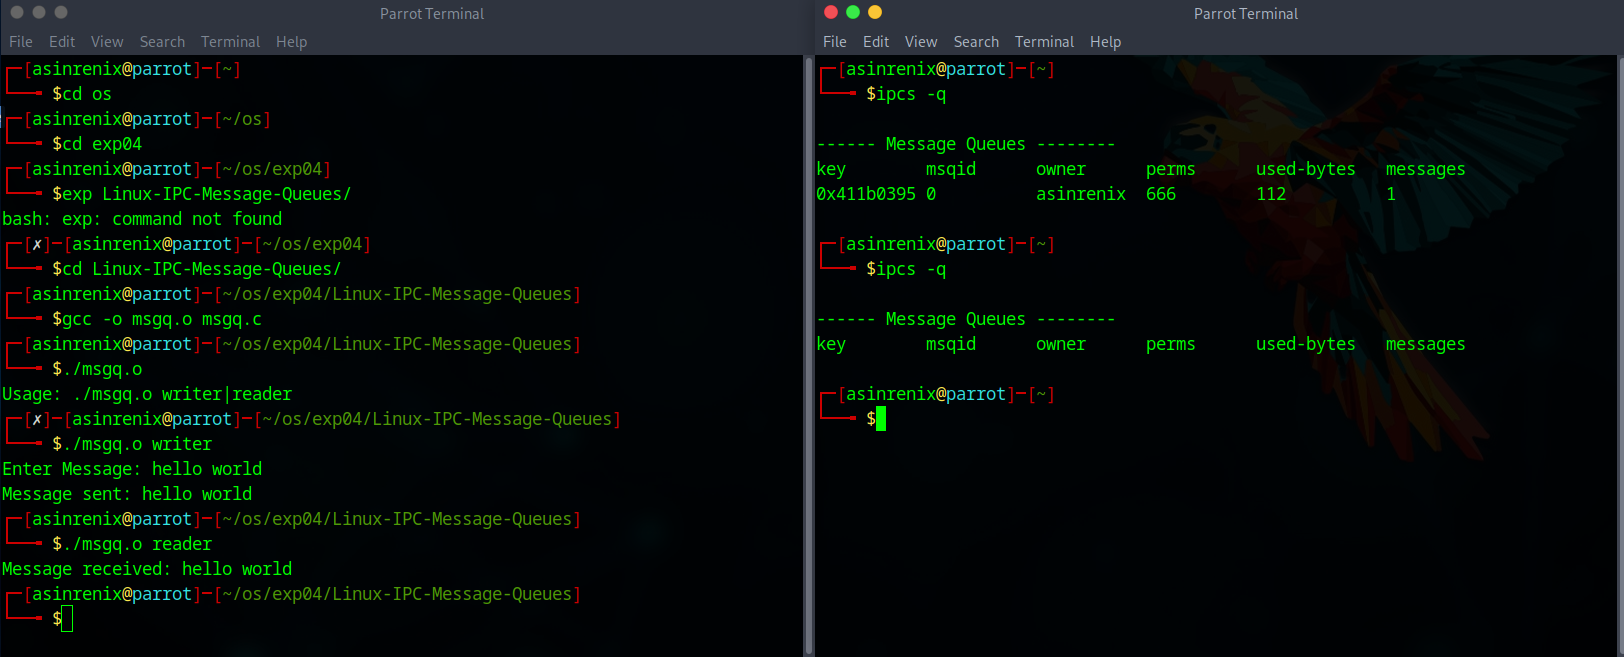 Parrot Terminal
File Edit View Search Terminal Help
┌─[asinrenix@parrot]─[~]
└──╼ $cd os
┌─[asinrenix@parrot]─[~/os]
└──╼ $cd exp04
┌─[asinrenix@parrot]─[~/os/exp04]
└──╼ $exp Linux-IPC-Message-Queues/
bash: exp: command not found
┌─[✗]─[asinrenix@parrot]─[~/os/exp04]
└──╼ $cd Linux-IPC-Message-Queues/
┌─[asinrenix@parrot]─[~/os/exp04/Linux-IPC-Message-Queues]
└──╼ $gcc -o msgq.o msgq.c
┌─[asinrenix@parrot]─[~/os/exp04/Linux-IPC-Message-Queues]
└──╼ $./msgq.o
Usage: ./msgq.o writer|reader
┌─[✗]─[asinrenix@parrot]─[~/os/exp04/Linux-IPC-Message-Queues]
└──╼ $./msgq.o writer
Enter Message: hello world
Message sent: hello world
┌─[asinrenix@parrot]─[~/os/exp04/Linux-IPC-Message-Queues]
└──╼ $./msgq.o reader
Message received: hello world
┌─[asinrenix@parrot]─[~/os/exp04/Linux-IPC-Message-Queues]
└──╼ $
Parrot Terminal
File Edit View Search Terminal Help
┌─[asinrenix@parrot]─[~]
└──╼ $ipcs -q
------ Message Queues --------
key msqid owner perms used-bytes messages
0x411b0395 0 asinrenix 666 112 1
┌─[asinrenix@parrot]─[~]
└──╼ $ipcs -q
------ Message Queues --------
key msqid owner perms used-bytes messages
┌─[asinrenix@parrot]─[~]
└──╼ $